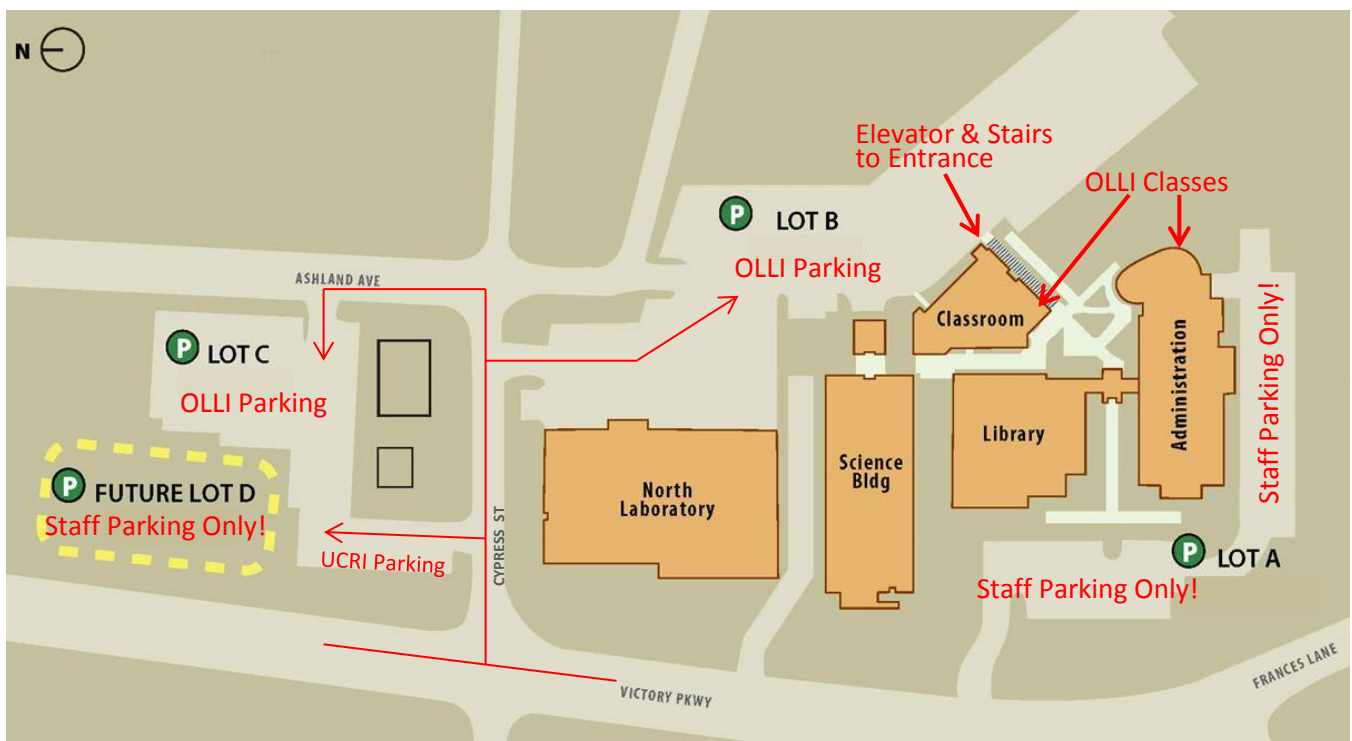 N
Elevator & Stairs
to Entrance
OLLI Classes
P LOT B
OLLI Parking
ASHLAND AVE
Staff Parking Only!
Classroom
Administration
P LOT C
OLLI Parking
Library
Science
Bldg
North
Laboratory
P FUTURE LOT D
Staff Parking Only!
UCRI Parking
CYPRESS ST
P LOT A
Staff Parking Only!
VICTORY PKWY
FRANCES LANE